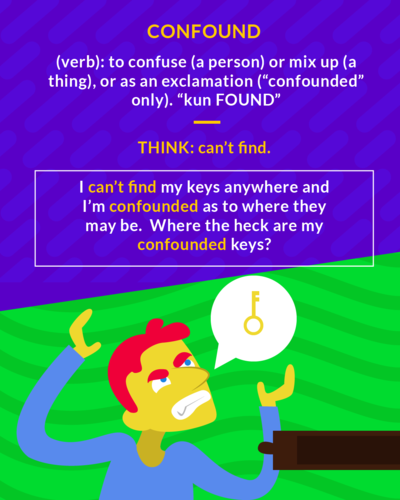 CONFOUND
(verb): to confuse (a person) or mix up (a
thing), or as an exclamation (“confounded”
only). “kun FOUND”
THINK: can’t find.
I can’t find my keys anywhere and
I’m confounded as to where they
may be.  Where the heck are my
confounded keys?